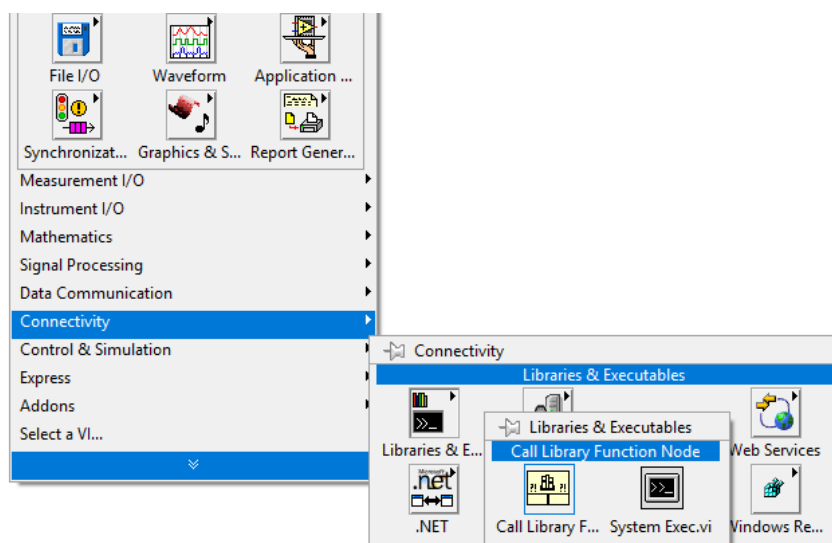 File I/O
Waveform
Application ...
Synchronizat...
Graphics & S...
Report Gener...
Measurement I/O
Instrument I/O
Mathematics
Signal Processing
Data Communication
Connectivity
Control & Simulation
Express
Addons
Select a VI...
Connectivity
Libraries & Executables
Libraries & E...
Web Services
Microsoft
.net
.NET
Windows Re...
Libraries & Executables
Call Library Function Node
Call Library F...
System Exec.vi